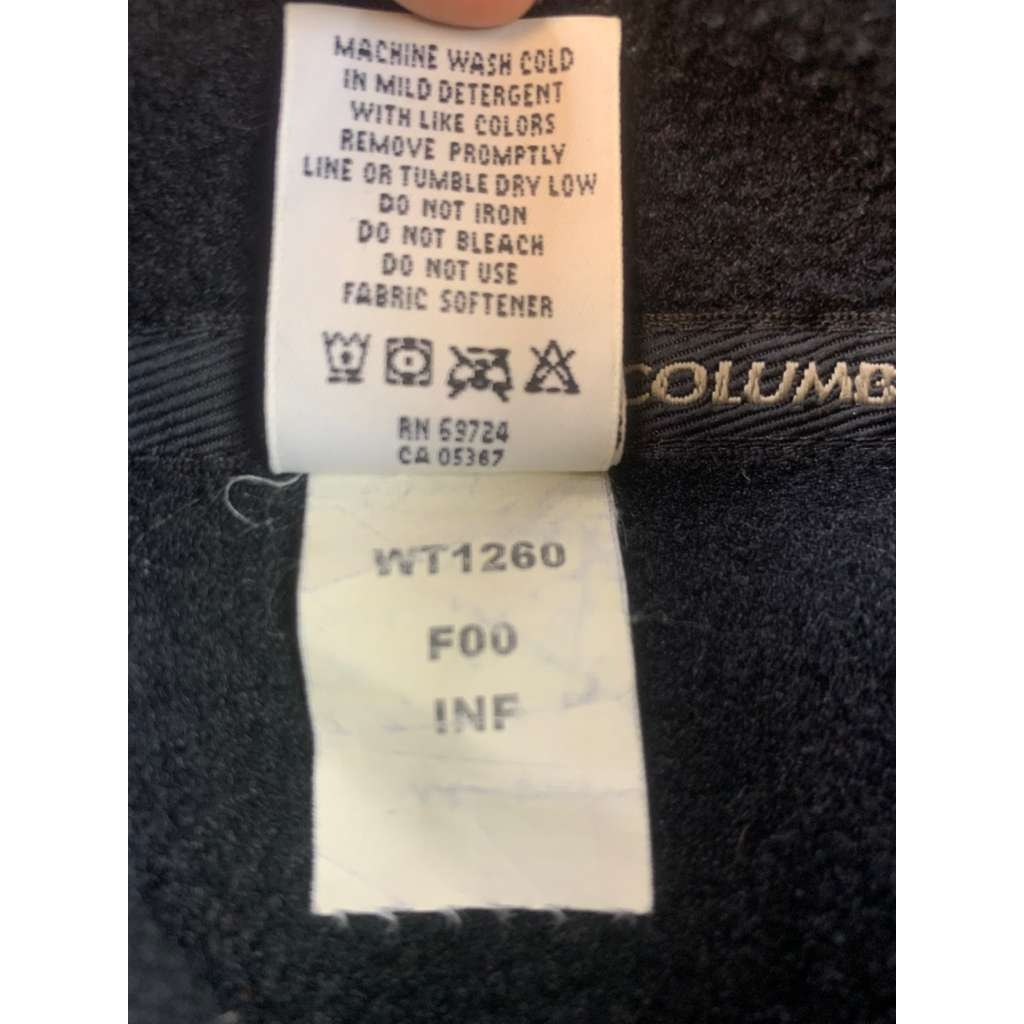 MACHINE WASH COLD
IN MILD DETERGENT
WITH LIKE COLORS
REMOVE PROMPTLY
LINE OR TUMBLE DRY LOW
DO NOT IRON
DO NOT BLEACH
DO NOT USE
FABRIC SOFTENER
COLUMB
RN 69724
CA 05367
WT1260
F00
INF